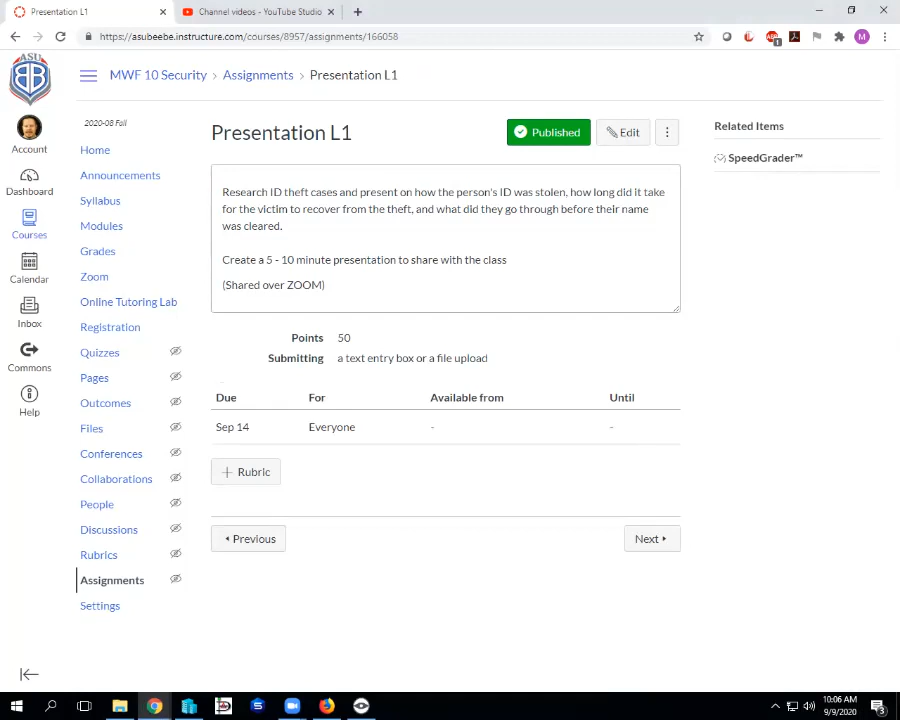 Presentation L1
Channel videos - YouTube Studio
https://asubeebe.instructure.com/courses/8957/assignments/166058
M
ASU
MWF 10 Security > Assignments > Presentation L1
Account
Dashboard
Courses
Calendar
Inbox
Commons
Help
2020-08 Fall
Home
Announcements
Syllabus
Modules
Grades
Zoom
Online Tutoring Lab
Registration
Quizzes
Pages
Outcomes
Files
Conferences
Collaborations
People
Discussions
Rubrics
Assignments
Settings
Presentation L1
Published
Edit
Research ID theft cases and present on how the person's ID was stolen, how long did it take
for the victim to recover from the theft, and what did they go through before their name
was cleared.
Create a 5 - 10 minute presentation to share with the class
(Shared over ZOOM)
Points 50
Submitting a text entry box or a file upload
Due For Available from Until
Sep 14 Everyone - -
+ Rubric
Previous
Next
Related Items
SpeedGrader™
10:06 AM
9/9/2020
3